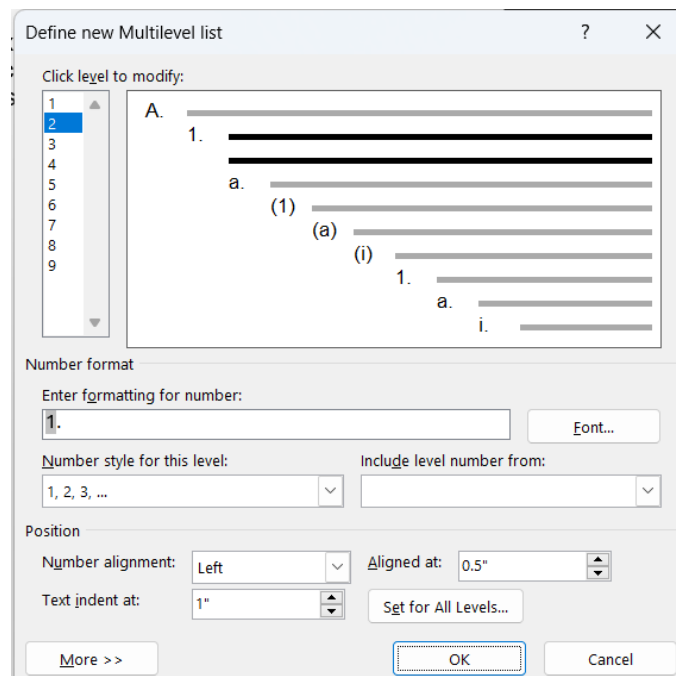 Define new Multilevel list ? ×
Click level to modify:
1
2
3
4
5
6
7
8
9
A.
1.
a.
(1)
(a)
(i)
1.
a.
i.
Number format
Enter formatting for number:
1.
Font...
Number style for this level: Include level number from:
1, 2, 3, ...
Position
Number alignment: Left Aligned at: 0.5"
Text indent at: 1" Set for All Levels...
More >> OK Cancel